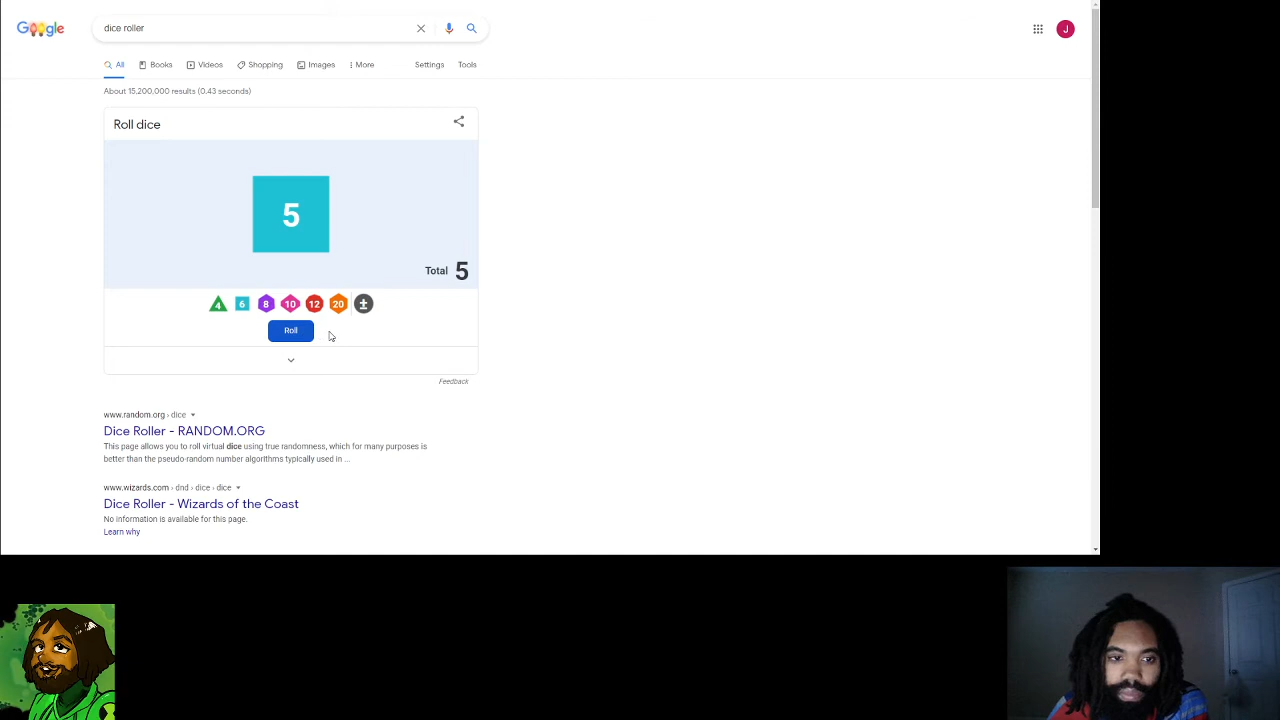 Google
dice roller
J
All Books Videos Shopping Images More Settings Tools
About 15,200,000 results (0.43 seconds)
Roll dice
5
Total 5
4 6 8 10 12 20 ±
Roll
Feedback
www.random.org › dice
Dice Roller - RANDOM.ORG
This page allows you to roll virtual dice using true randomness, which for many purposes is
better than the pseudo-random number algorithms typically used in ...
www.wizards.com › dnd › dice › dice
Dice Roller - Wizards of the Coast
No information is available for this page.
Learn why